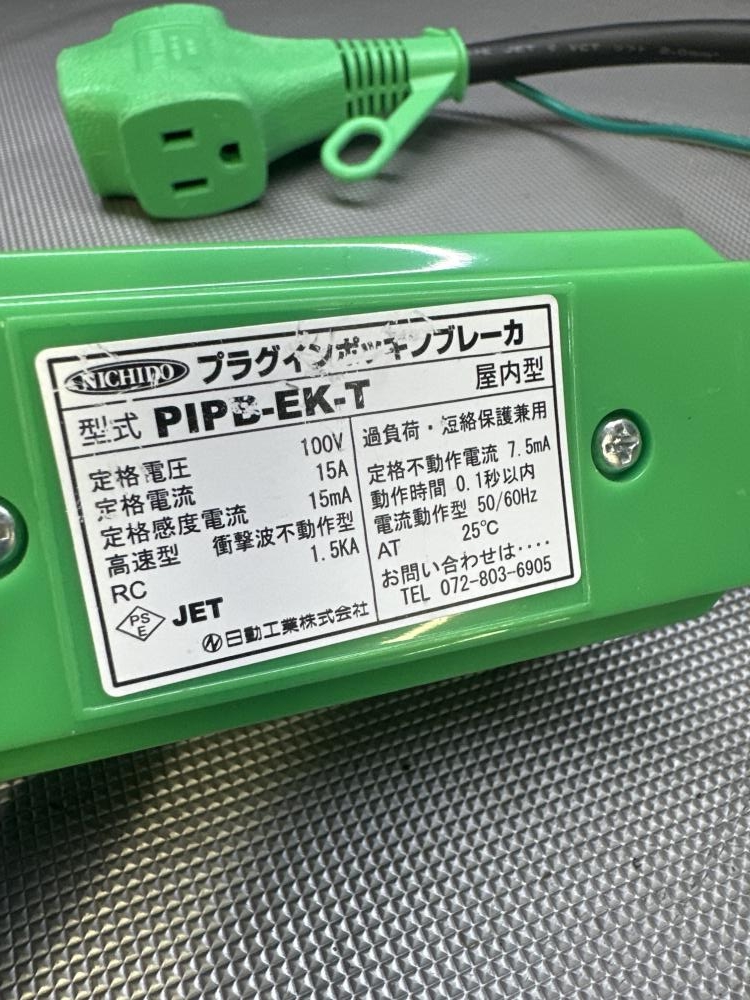 JET
VCT
2.0mm²
NICHIDO プラグインポッキンブレーカ
型式 PIPB-EK-T 屋内型
定格電圧 100V
定格電流 15A
定格感度電流 15mA
高速型 衝撃波不動作型
RC 1.5KA
PS
E
JET
日動工業株式会社
過負荷・短絡保護兼用
定格不動作電流 7.5mA
動作時間 0.1秒以内
電流動作型 50/60Hz
AT 25℃
お問い合わせは‥‥
TEL 072-803-6905